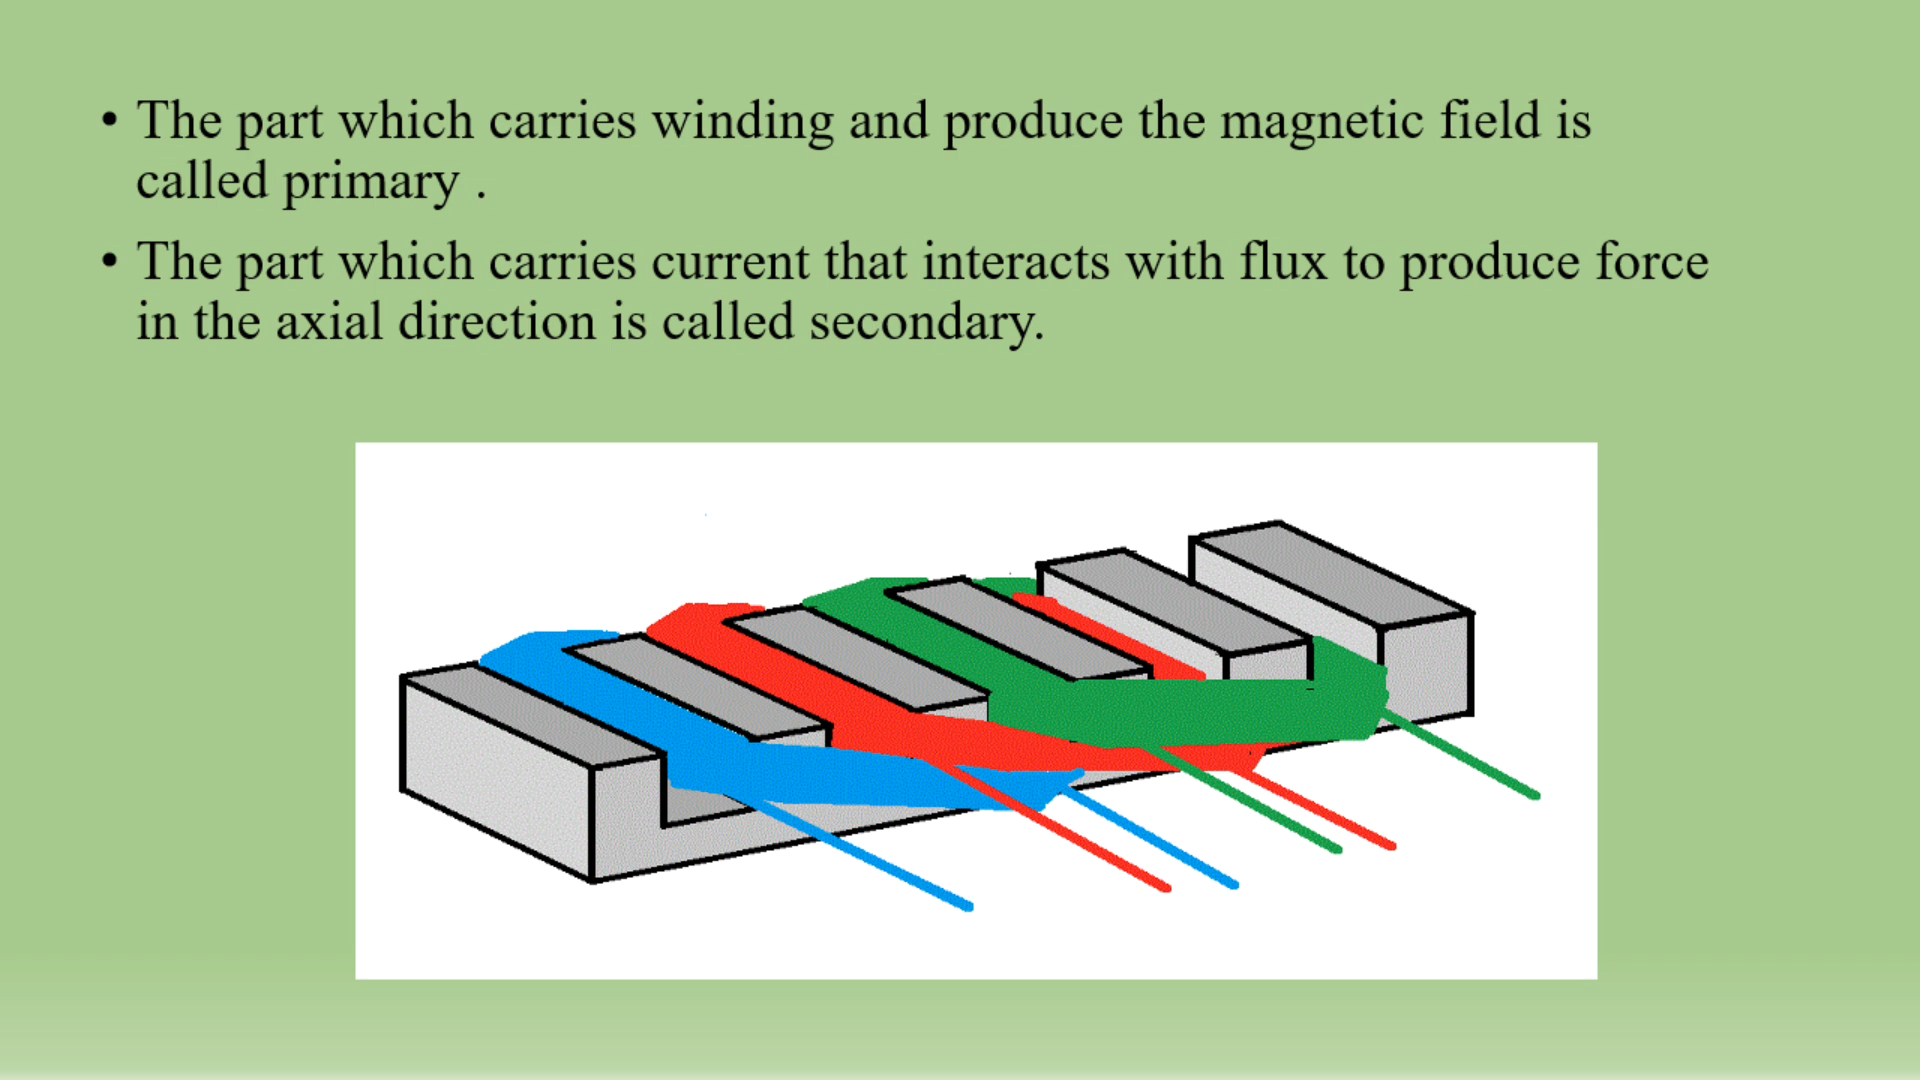 • The part which carries winding and produce the magnetic field is
called primary .
• The part which carries current that interacts with flux to produce force
in the axial direction is called secondary.